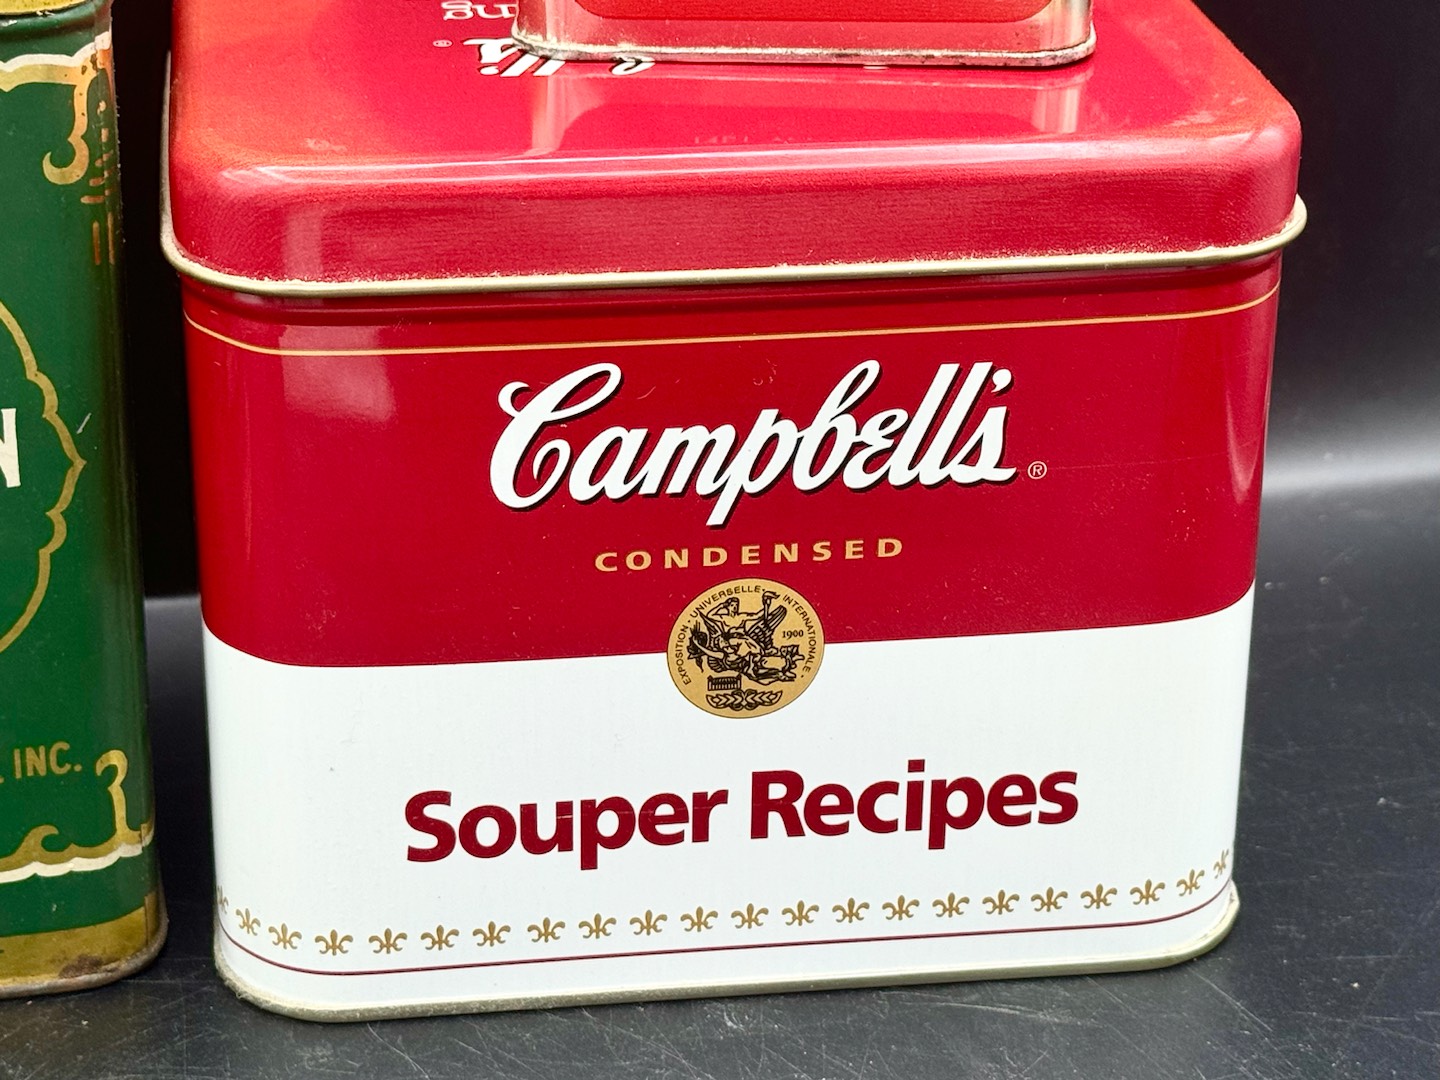 Campbell's®
CONDENSED
EXPOSITION · UNIVERSELLE · INTERNATIONALE ·
1900
Souper Recipes
N
INC.